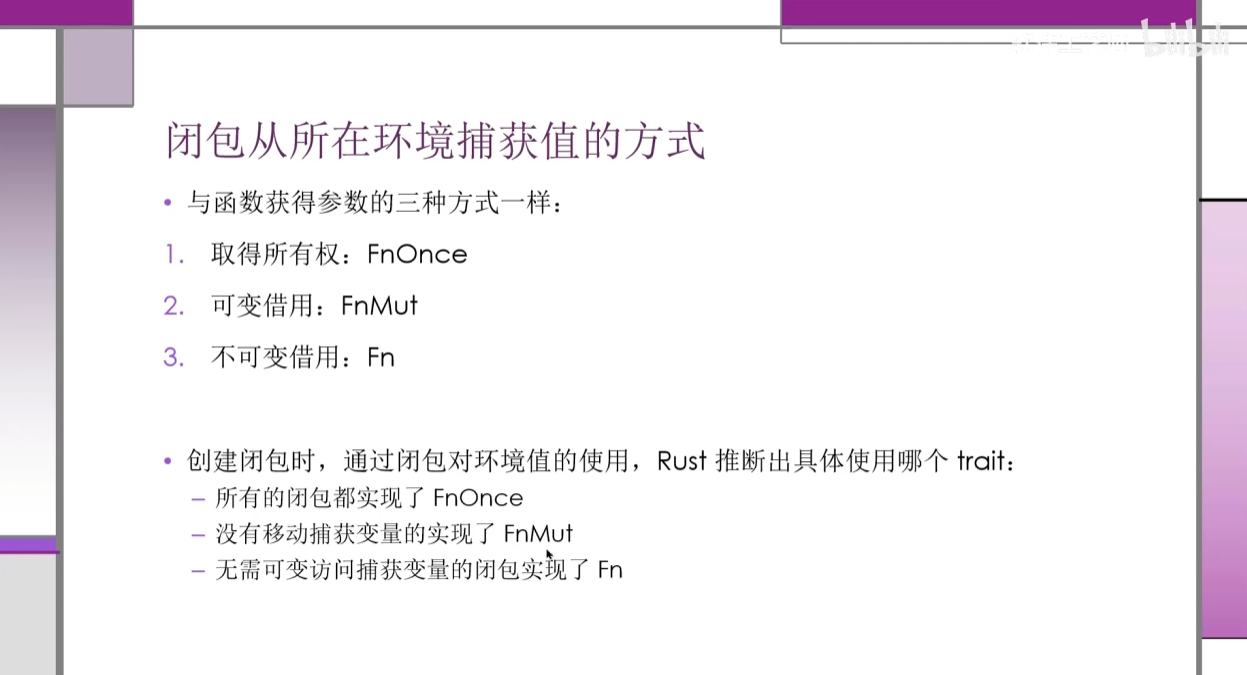 闭包从所在环境捕获值的方式
• 与函数获得参数的三种方式一样：
1. 取得所有权：FnOnce
2. 可变借用：FnMut
3. 不可变借用：Fn
• 创建闭包时，通过闭包对环境值的使用，Rust 推断出具体使用哪个 trait：
– 所有的闭包都实现了 FnOnce
– 没有移动捕获变量的实现了 FnMut
– 无需可变访问捕获变量的闭包实现了 Fn
bilibili